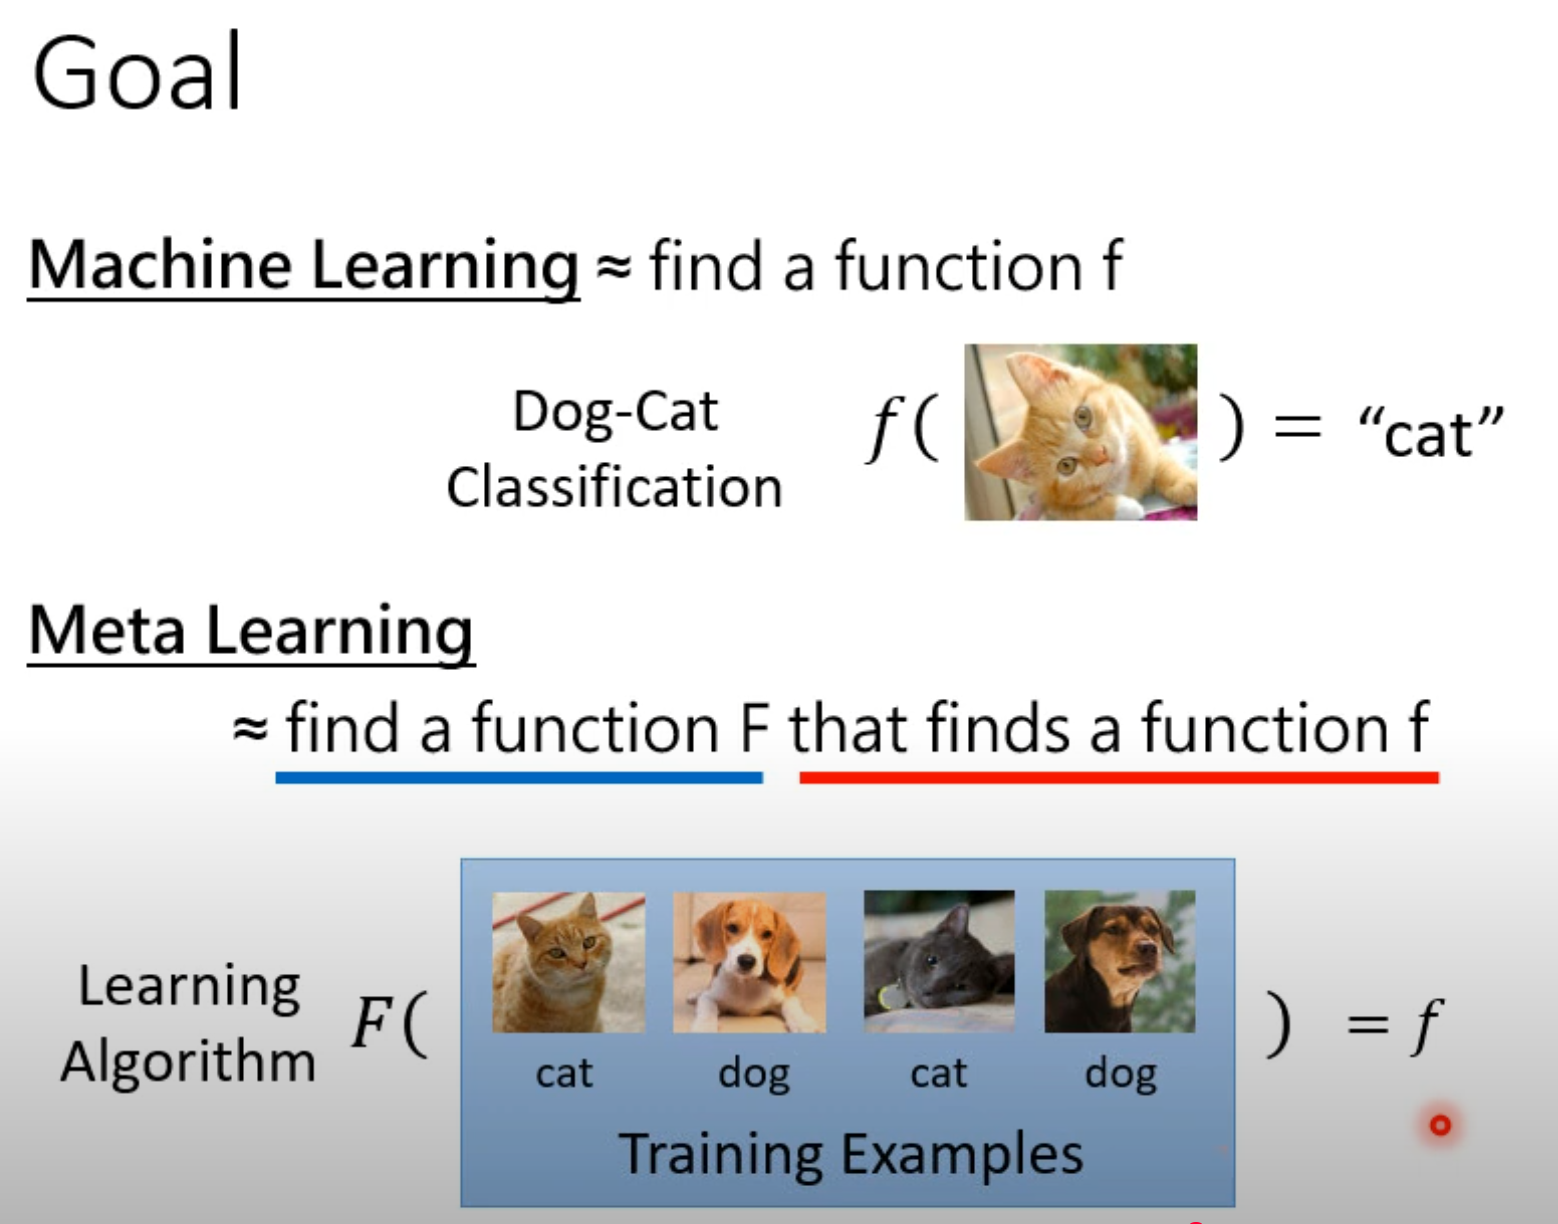 Goal
Machine Learning ≈ find a function f
Dog-Cat
Classification
f( ) = “cat”
Meta Learning
≈ find a function F that finds a function f
Learning
Algorithm
F( ) = f
cat dog cat dog
Training Examples